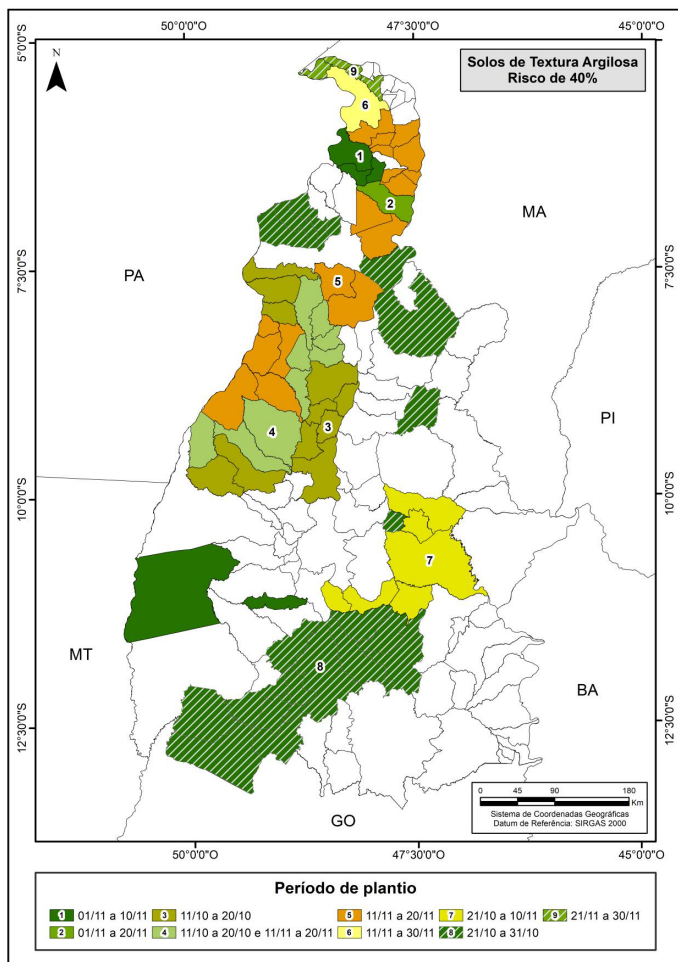 50°0'0"O 47°30'0"O 45°0'0"O
5°0'0"S
N
Solos de Textura Argilosa
Risco de 40%
9
6
1
2
MA
PA
7°30'0"S
7°30'0"S
5
PI
4
3
10°0'0"S
10°0'0"S
7
MT
8
BA
12°30'0"S
12°30'0"S
0 45 90 180
Km
Sistema de Coordenadas Geográficas
Datum de Referência: SIRGAS 2000
GO
50°0'0"O 47°30'0"O 45°0'0"O
Período de plantio
1 01/11 a 10/11 3 11/10 a 20/10 5 11/11 a 20/11 7 21/10 a 10/11 9 21/11 a 30/11
2 01/11 a 20/11 4 11/10 a 20/10 e 11/11 a 20/11 6 11/11 a 30/11 8 21/10 a 31/10